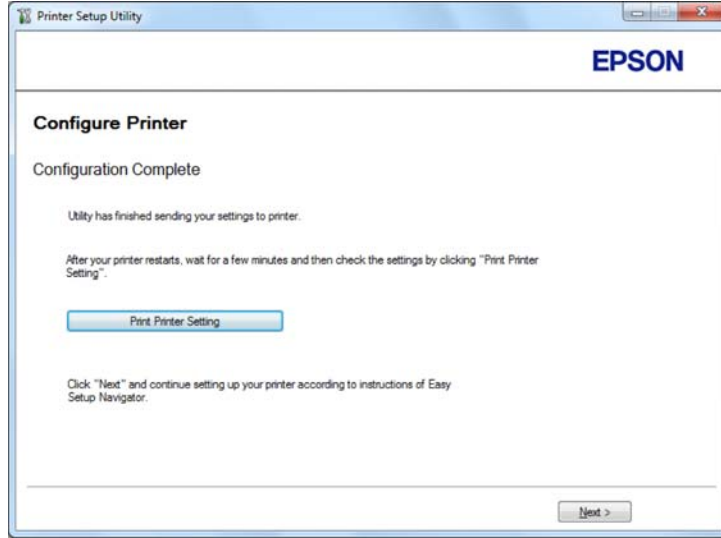 Printer Setup Utility
EPSON
Configure Printer
Configuration Complete
Utility has finished sending your settings to printer.
After your printer restarts, wait for a few minutes and then check the settings by clicking "Print Printer
Setting".
Print Printer Setting
Click "Next" and continue setting up your printer according to instructions of Easy
Setup Navigator.
Next >